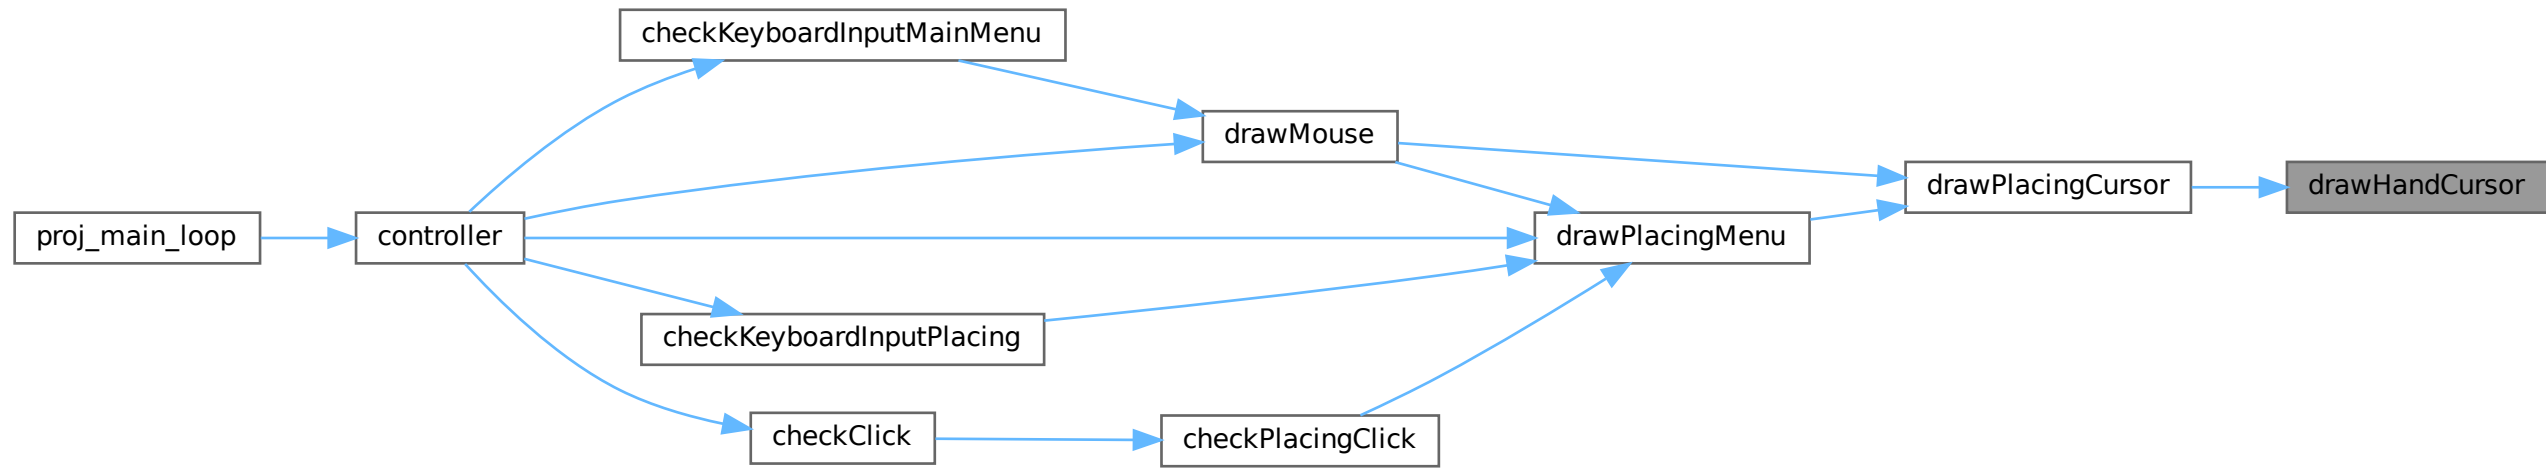 checkKeyboardInputMainMenu
drawMouse
drawPlacingCursor
drawHandCursor
proj_main_loop
controller
drawPlacingMenu
checkKeyboardInputPlacing
checkClick
checkPlacingClick